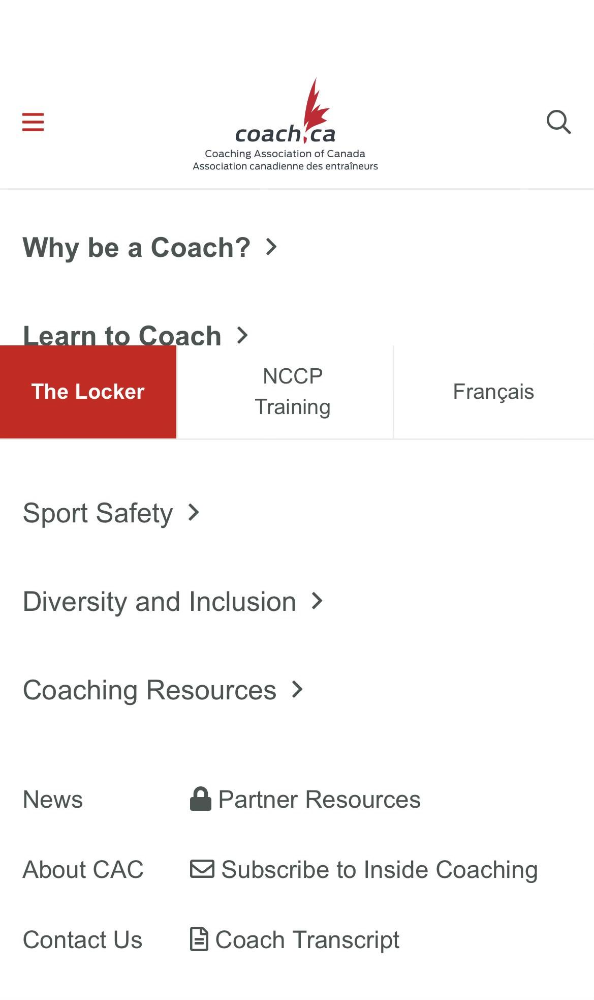 coach.ca
Coaching Association of Canada
Association canadienne des entraîneurs
Why be a Coach?
Learn to Coach
The Locker
NCCP
Training
Français
Sport Safety
Diversity and Inclusion
Coaching Resources
News
Partner Resources
About CAC
Subscribe to Inside Coaching
Contact Us
Coach Transcript